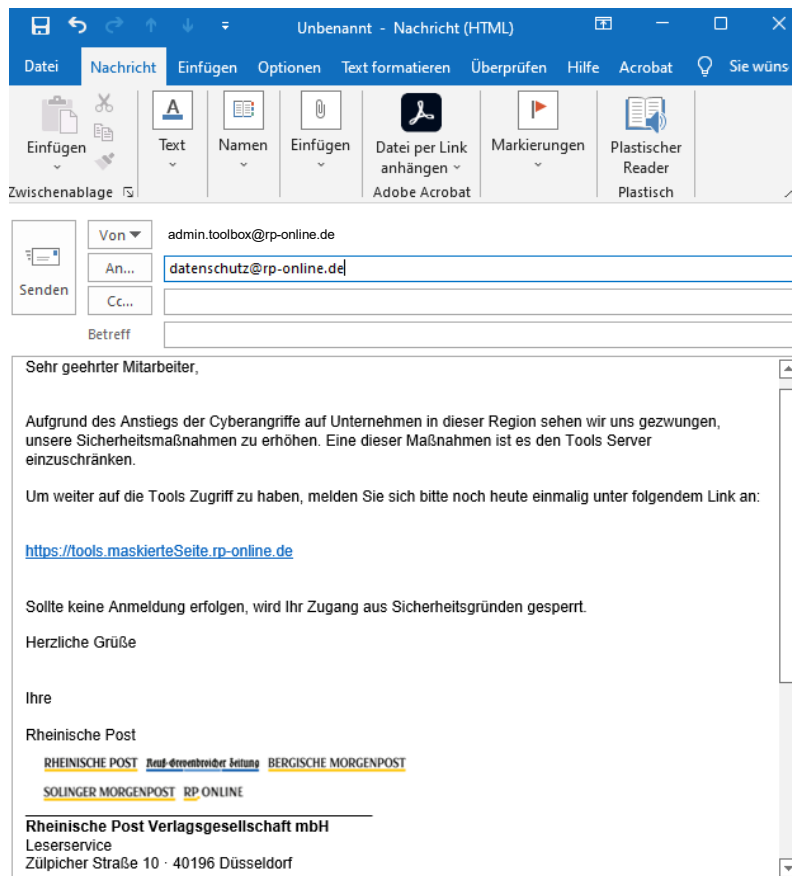 Unbenannt - Nachricht (HTML)
Datei Nachricht Einfügen Optionen Text formatieren Überprüfen Hilfe Acrobat Sie wüns
Einfügen Text Namen Einfügen Datei per Link anhängen Markierungen Plastischer Reader
Zwischenablage Adobe Acrobat Plastisch
Von admin.toolbox@rp-online.de
An... datenschutz@rp-online.de
Senden
Cc...
Betreff
Sehr geehrter Mitarbeiter,
Aufgrund des Anstiegs der Cyberangriffe auf Unternehmen in dieser Region sehen wir uns gezwungen,
unsere Sicherheitsmaßnahmen zu erhöhen. Eine dieser Maßnahmen ist es den Tools Server
einzuschränken.
Um weiter auf die Tools Zugriff zu haben, melden Sie sich bitte noch heute einmalig unter folgendem Link an:
https://tools.maskierteSeite.rp-online.de
Sollte keine Anmeldung erfolgen, wird Ihr Zugang aus Sicherheitsgründen gesperrt.
Herzliche Grüße
Ihre
Rheinische Post
RHEINISCHE POST Neuß-Grevenbroicher Zeitung BERGISCHE MORGENPOST
SOLINGER MORGENPOST RP ONLINE
Rheinische Post Verlagsgesellschaft mbH
Leserservice
Zülpicher Straße 10 · 40196 Düsseldorf